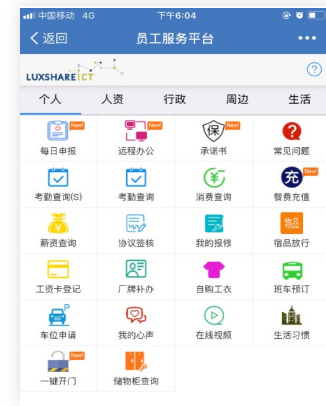 中国移动 4G 下午6:04
返回 员工服务平台
LUXSHAREICT
个人 人资 行政 周边 生活
New! New! New!
每日申报 远程办公 承诺书 常见问题
New!
考勤查询(S) 考勤查询 消费查询 餐费充值
物品
薪资查询 协议签核 我的报修 宿品放行
工资卡登记 厂牌补办 自购工衣 班车预订
车位申请 我的心声 在线视频 生活习惯
New!
一键开门 储物柜查询